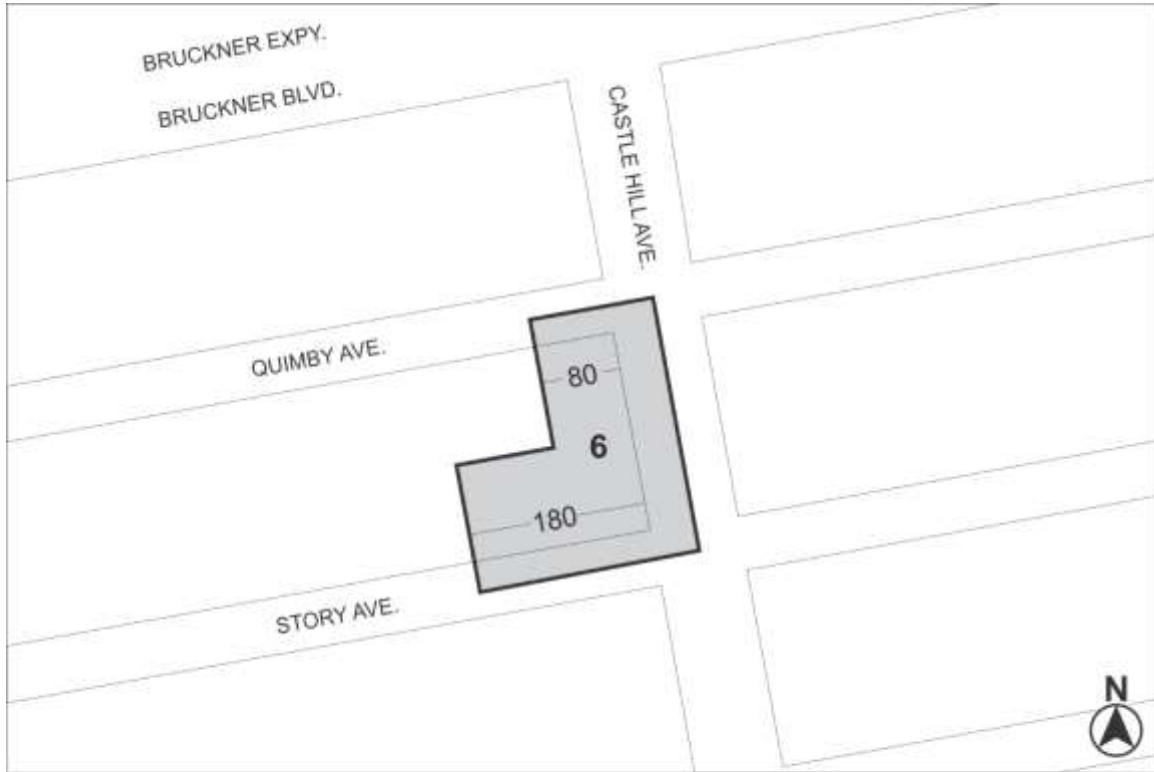 BRUCKNER EXPY.
BRUCKNER BLVD.
CASTLE HILL AVE.
QUIMBY AVE.
80
6
180
STORY AVE.
N